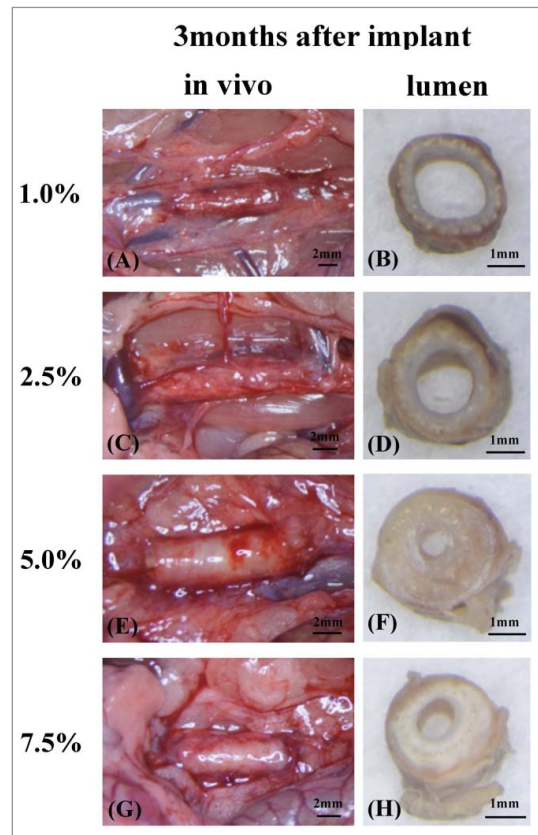 3months after implant
in vivo lumen
1.0%
(A) 2mm (B) 1mm
2.5%
(C) 2mm (D) 1mm
5.0%
(E) 2mm (F) 1mm
7.5%
(G) 2mm (H) 1mm